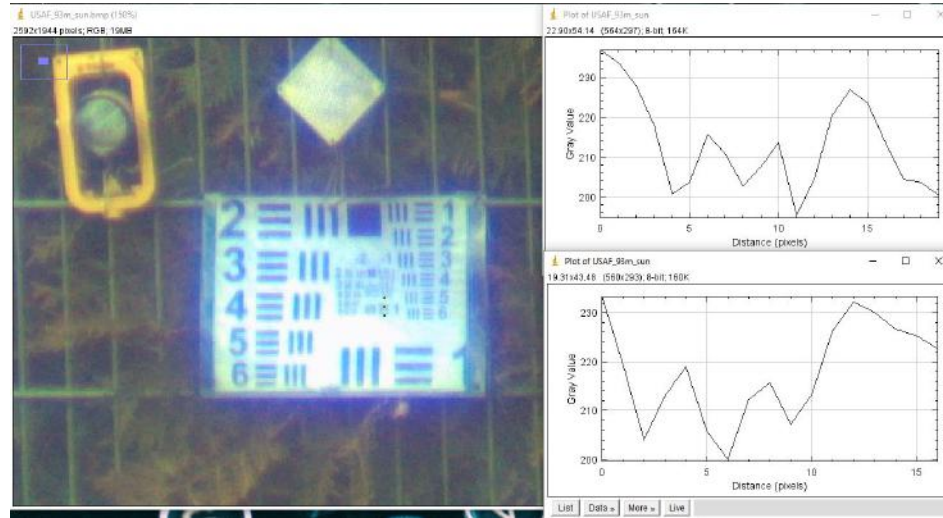 USAF_93m_sun.bmp (150%)
2592x1944 pixels; RGB; 19MB
2
3
4
5
6
1
2
3
4
5
6
1
Plot of USAF_93m_sun
22.90x54.14 (564x297); 8-bit; 164K
230
220
210
200
0
5
10
15
Gray Value
Distance (pixels)
Plot of USAF_93m_sun
19.31x43.48 (560x293); 8-bit; 160K
230
220
210
200
0
5
10
15
Gray Value
Distance (pixels)
List Data » More » Live